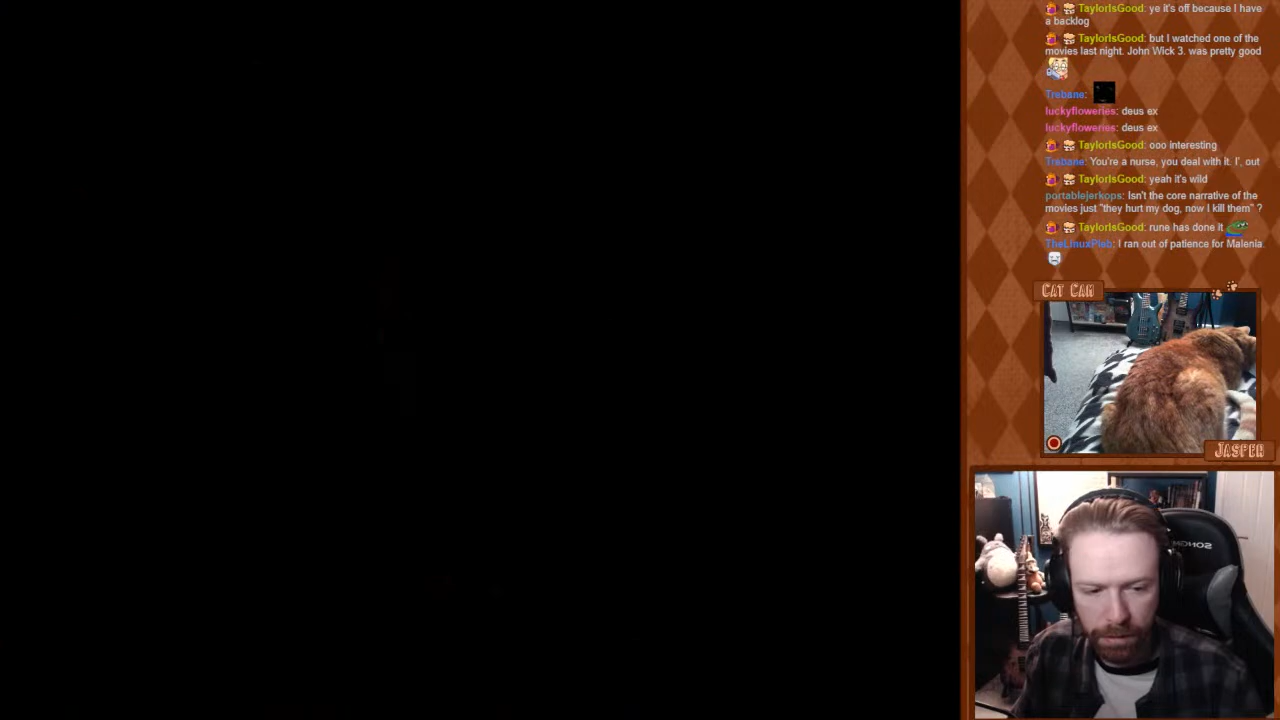 TaylorIsGood: ye it's off because I have
a backlog
TaylorIsGood: but I watched one of the
movies last night. John Wick 3. was pretty good
Trebane:
luckyfloweries: deus ex
luckyfloweries: deus ex
TaylorIsGood: ooo interesting
Trebane: You're a nurse, you deal with it. I', out
TaylorIsGood: yeah it's wild
portablejerkops: Isn't the core narrative of the
movies just "they hurt my dog, now I kill them" ?
TaylorIsGood: rune has done it
TheLinuxPleb: I ran out of patience for Malenia
Cat Cam
Jasper
SONGM